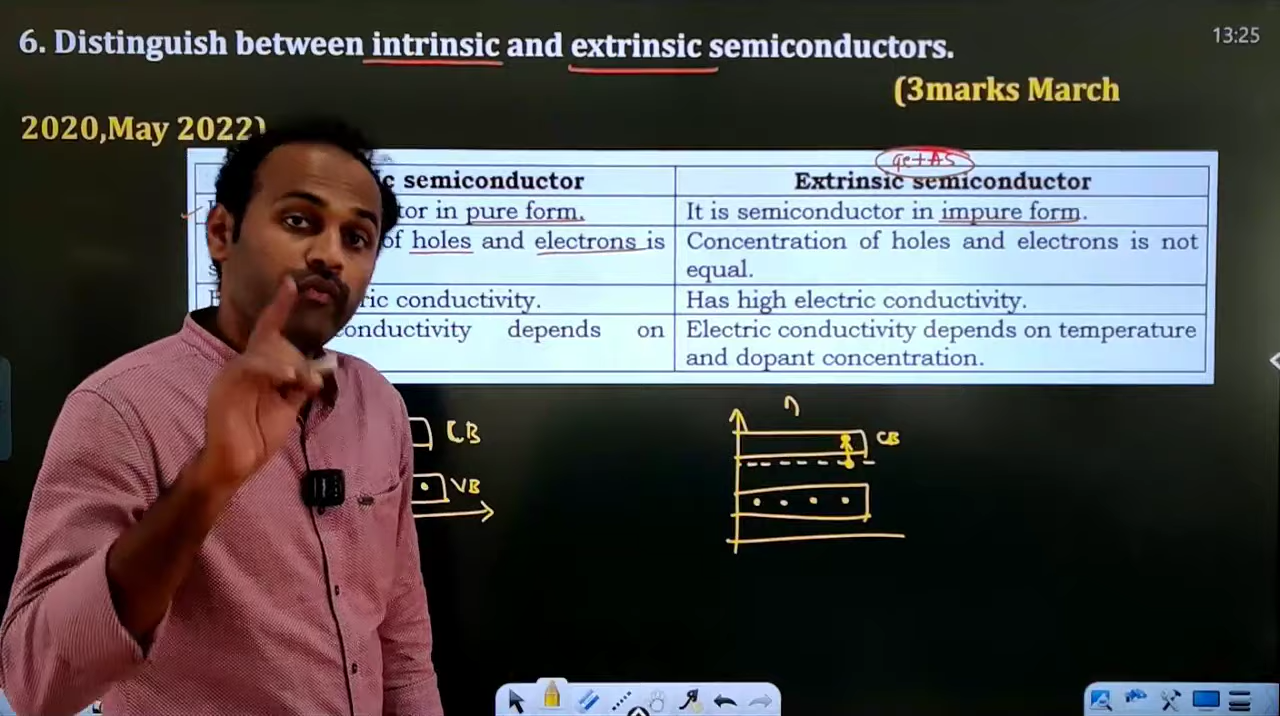 6. Distinguish between intrinsic and extrinsic semiconductors.
13:25
(3marks March
2020,May 2022)
ge+AS
semiconductor
Extrinsic semiconductor
in pure form.
It is semiconductor in impure form.
of holes and electrons is
Concentration of holes and electrons is not
equal.
conductivity.
Has high electric conductivity.
depends on
Electric conductivity depends on temperature
and dopant concentration.
n
CB
CB
VB